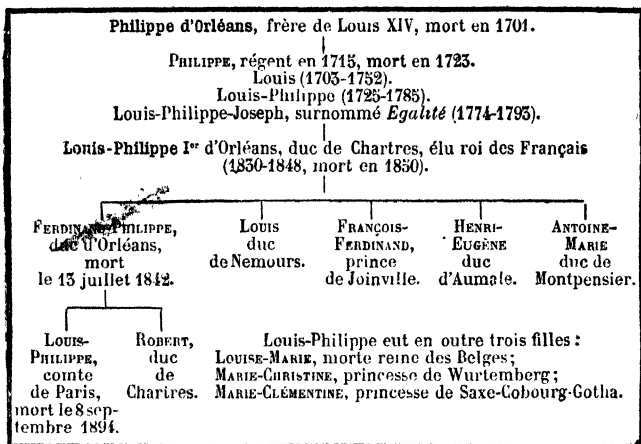 Philippe d'Orléans, frère de Louis XIV, mort en 1701.
PHILIPPE, régent en 1715, mort en 1723.
Louis (1703-1752).
Louis-Philippe (1725-1785).
Louis-Philippe-Joseph, surnommé Egalité (1774-1793).
Louis-Philippe Ier d'Orléans, duc de Chartres, élu roi des Français
(1830-1848, mort en 1850).
FERDINAND-PHILIPPE,
duc d'Orléans,
mort
le 13 juillet 1842.
LOUIS
duc
de Nemours.
FRANÇOIS-
FERDINAND,
prince
de Joinville.
HENRI-
EUGÈNE
duc
d'Aumale.
ANTOINE-
MARIE
duc de
Montpensier.
LOUIS-
PHILIPPE,
comte
de Paris,
mort le 8 sep-
tembre 1894.
ROBERT,
duc
de
Chartres.
Louis-Philippe eut en outre trois filles :
LOUISE-MARIE, morte reine des Belges;
MARIE-CHRISTINE, princesse de Wurtemberg;
MARIE-CLÉMENTINE, princesse de Saxe-Cobourg-Gotha.